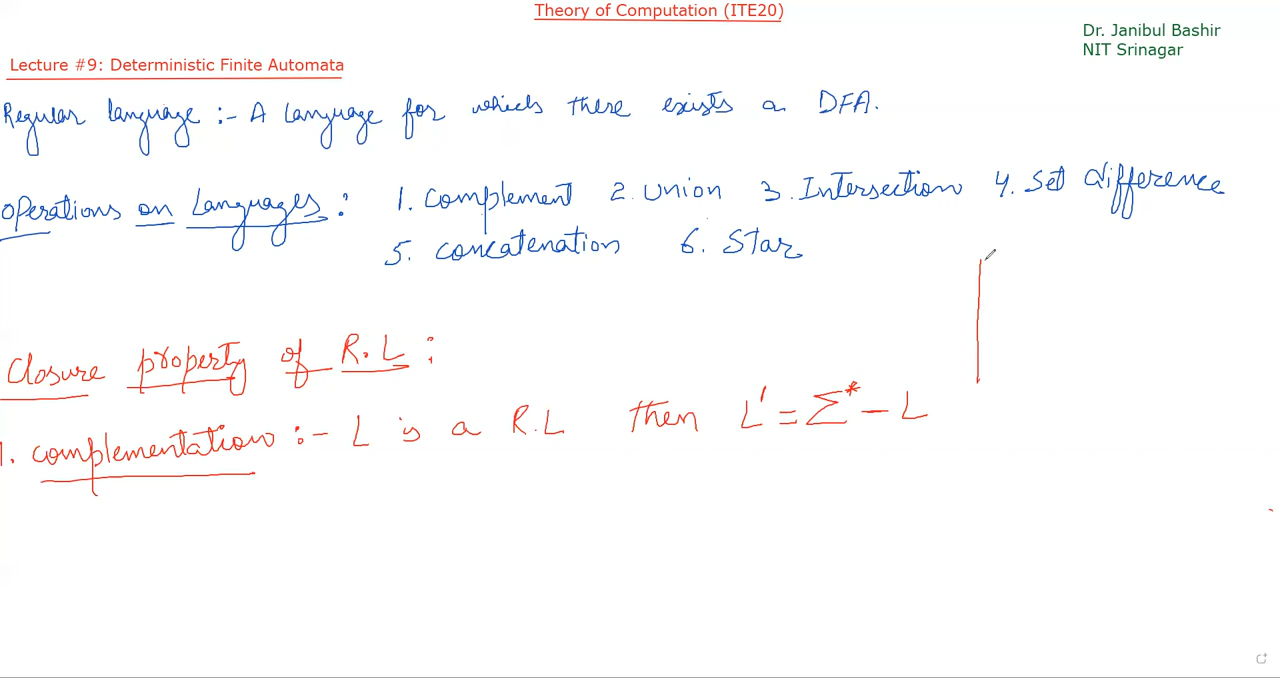 Theory of Computation (ITE20)
Dr. Janibul Bashir
NIT Srinagar
Lecture #9: Deterministic Finite Automata
Regular language :- A language for which there exists a DFA.
operations on Languages : 1. complement 2. union 3. Intersection 4. Set difference
5. concatenation 6. Star
Closure property of R.L :
1. complementation :- L is a R.L then L' = Σ* - L